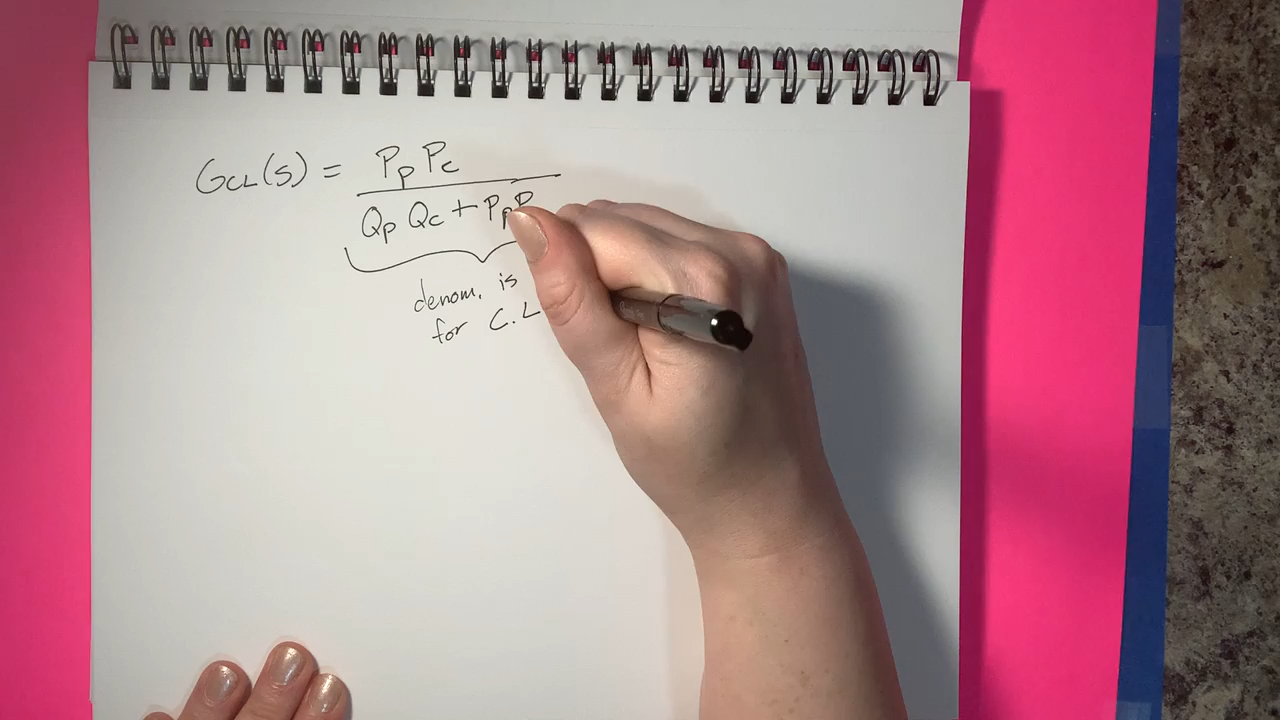 GCL(s) = Pp Pc
Qp Qc + Pp P
denom. is
for C.L